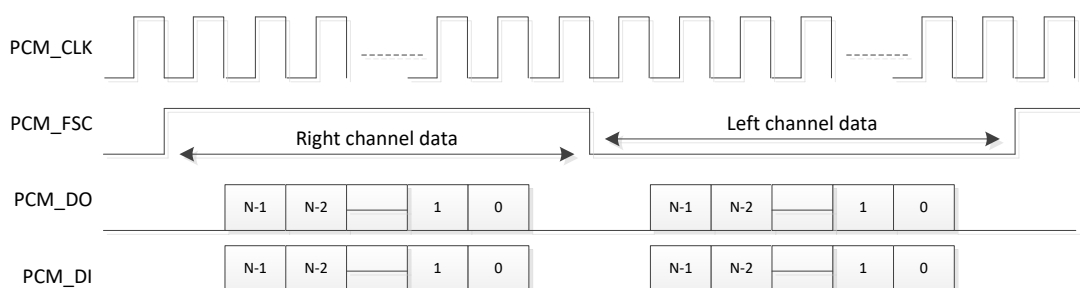 PCM_CLK
PCM_FSC
Right channel data
Left channel data
PCM_DO
N-1 N-2 1 0 N-1 N-2 1 0
PCM_DI
N-1 N-2 1 0 N-1 N-2 1 0